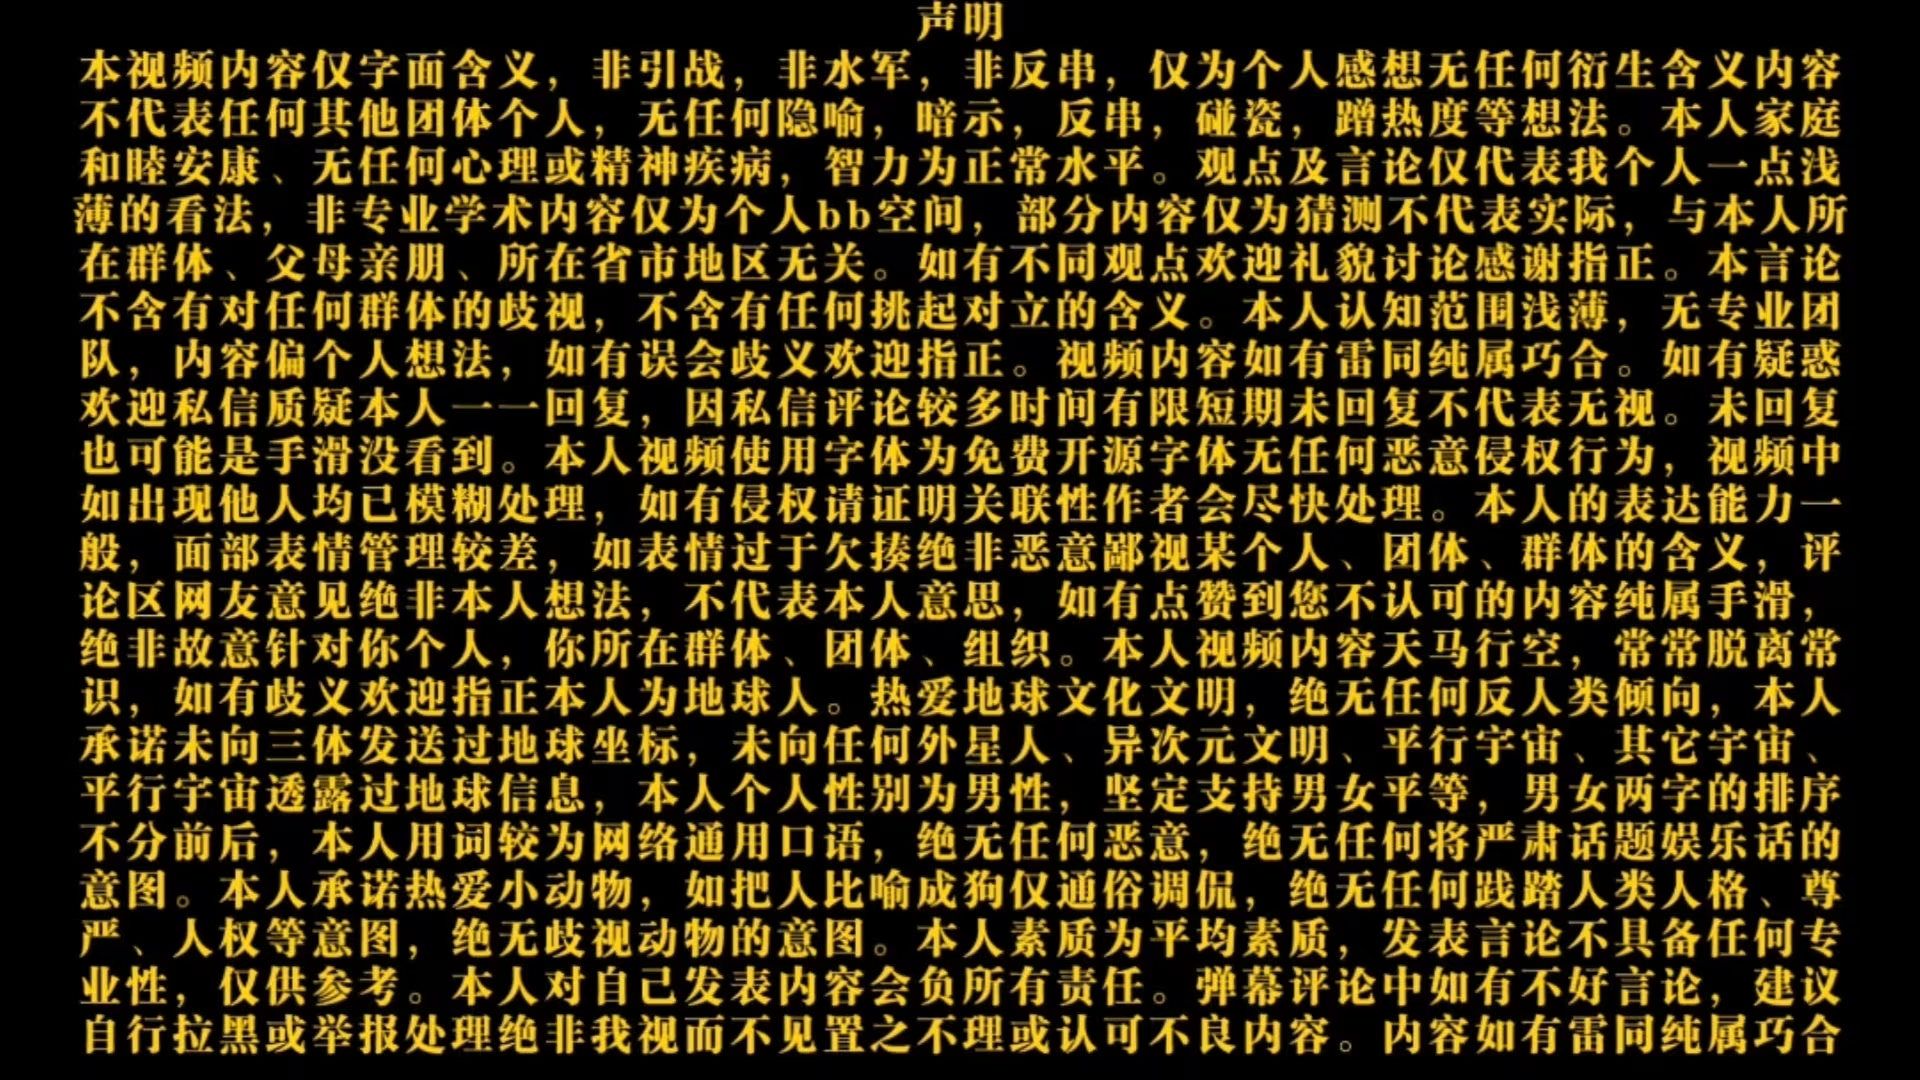 声明
本视频内容仅字面含义，非引战，非水军，非反串，仅为个人感想无任何衍生含义内容
不代表任何其他团体个人，无任何隐喻，暗示，反串，碰瓷，蹭热度等想法。本人家庭
和睦安康、无任何心理或精神疾病，智力为正常水平。观点及言论仅代表我个人一点浅
薄的看法，非专业学术内容仅为个人bb空间，部分内容仅为猜测不代表实际，与本人所
在群体、父母亲朋、所在省市地区无关。如有不同观点欢迎礼貌讨论感谢指正。本言论
不含有对任何群体的歧视，不含有任何挑起对立的含义。本人认知范围浅薄，无专业团
队，内容偏个人想法，如有误会歧义欢迎指正。视频内容如有雷同纯属巧合。如有疑惑
欢迎私信质疑本人一一回复，因私信评论较多时间有限短期未回复不代表无视。未回复
也可能是手滑没看到。本人视频使用字体为免费开源字体无任何恶意侵权行为，视频中
如出现他人均已模糊处理，如有侵权请证明关联性作者会尽快处理。本人的表达能力一
般，面部表情管理较差，如表情过于欠揍绝非恶意鄙视某个人、团体、群体的含义，评
论区网友意见绝非本人想法，不代表本人意思，如有点赞到您不认可的内容纯属手滑，
绝非故意针对你个人，你所在群体、团体、组织。本人视频内容天马行空，常常脱离常
识，如有歧义欢迎指正本人为地球人。热爱地球文化文明，绝无任何反人类倾向，本人
承诺未向三体发送过地球坐标，未向任何外星人、异次元文明、平行宇宙、其它宇宙、
平行宇宙透露过地球信息，本人个人性别为男性，坚定支持男女平等，男女两字的排序
不分前后，本人用词较为网络通用口语，绝无任何恶意，绝无任何将严肃话题娱乐话的
意图。本人承诺热爱小动物，如把人比喻成狗仅通俗调侃，绝无任何践踏人类人格、尊
严、人权等意图，绝无歧视动物的意图。本人素质为平均素质，发表言论不具备任何专
业性，仅供参考。本人对自己发表内容会负所有责任。弹幕评论中如有不好言论，建议
自行拉黑或举报处理绝非我视而不见置之不理或认可不良内容。内容如有雷同纯属巧合